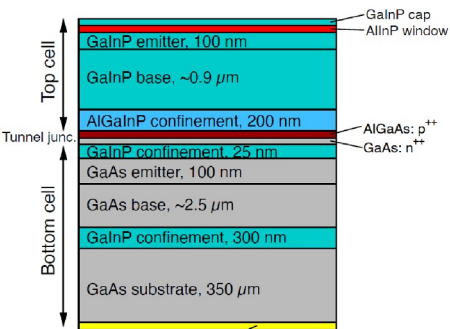 GaInP cap
AlInP window
GaInP emitter, 100 nm
Top cell
GaInP base, ~0.9 μm
AlGaInP confinement, 200 nm
AlGaAs: p++
Tunnel junc.
GaAs: n++
GaInP confinement, 25 nm
GaAs emitter, 100 nm
GaAs base, ~2.5 μm
Bottom cell
GaInP confinement, 300 nm
GaAs substrate, 350 μm